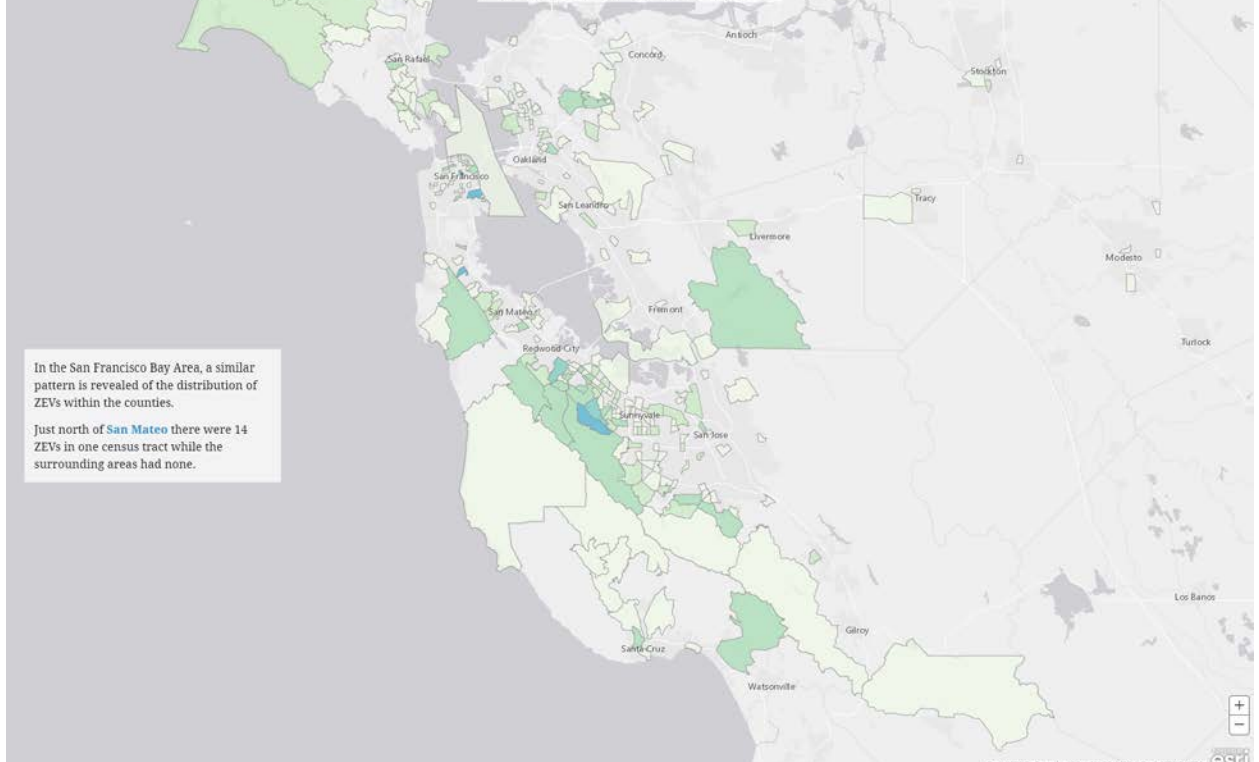 Antioch
Concord
San Rafael
Stockton
Oakland
San Francisco
Tracy
San Leandro
Livermore
Modesto
San Mateo
Fremont
Turlock
Redwood City
In the San Francisco Bay Area, a similar
pattern is revealed of the distribution of
ZEVs within the counties.
Just north of San Mateo there were 14
ZEVs in one census tract while the
surrounding areas had none.
Sunnyvale
San Jose
Los Banos
Gilroy
Santa Cruz
Watsonville
+
−
esri